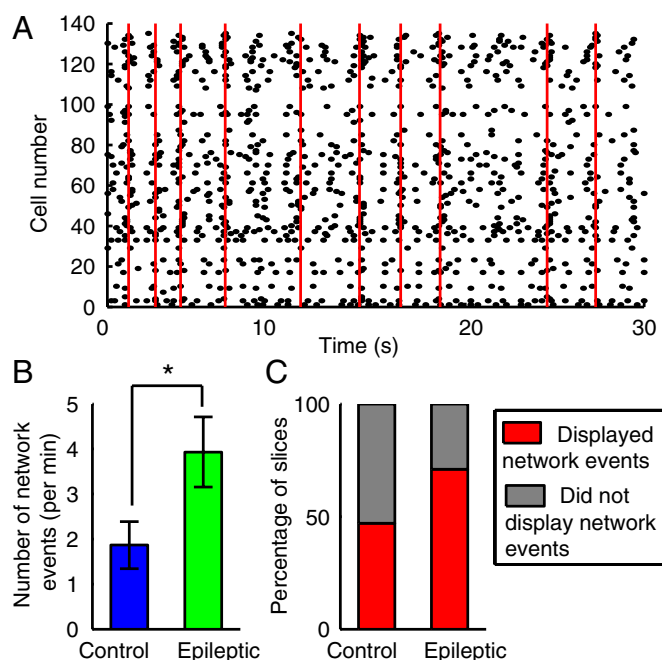 A
Cell number
140
120
100
80
60
40
20
0
0
10
20
30
Time (s)
B
Number of network
events (per min)
5
4
3
2
1
0
*
Control
Epileptic
C
Percentage of slices
100
50
0
Control
Epileptic
Displayed
network events
Did not
display network
events